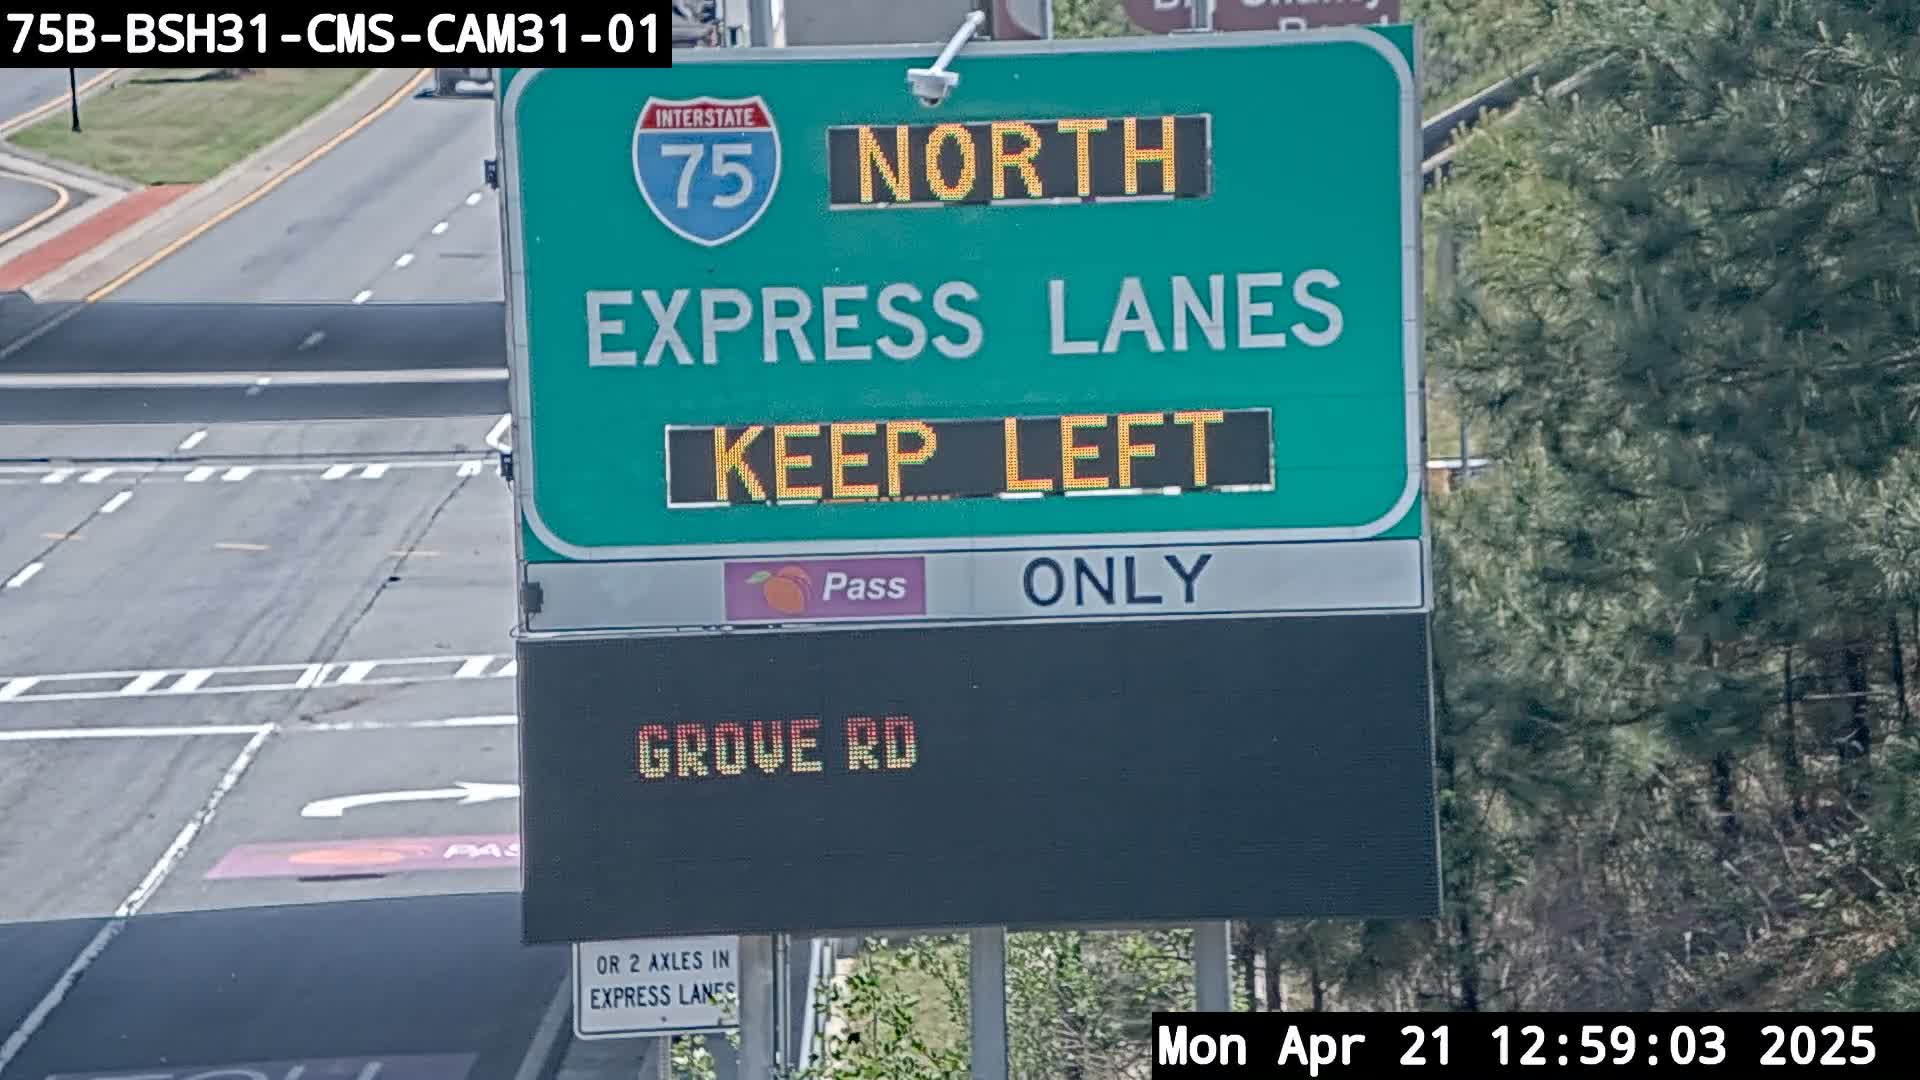 75B-BSH31-CMS-CAM31-01
INTERSTATE
75
NORTH
EXPRESS LANES
KEEP LEFT
Pass ONLY
GROVE RD
OR 2 AXLES IN
EXPRESS LANES
Mon Apr 21 12:59:03 2025